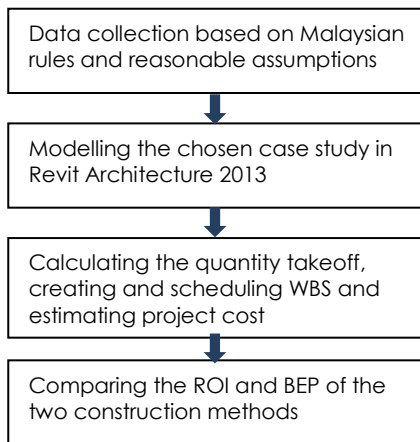 Data collection based on Malaysian
rules and reasonable assumptions
Modelling the chosen case study in
Revit Architecture 2013
Calculating the quantity takeoff,
creating and scheduling WBS and
estimating project cost
Comparing the ROI and BEP of the
two construction methods